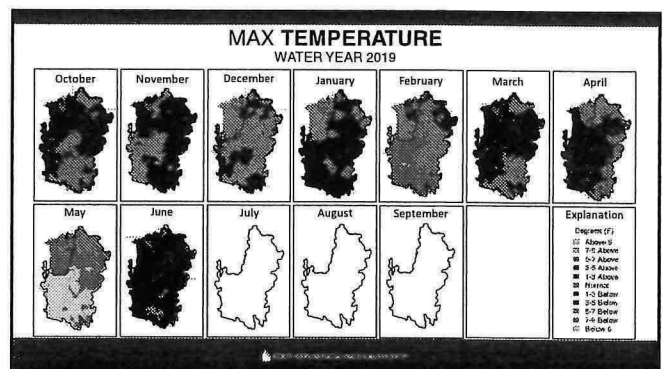 MAX TEMPERATURE
WATER YEAR 2019
October November December January February March April
May June July August September Explanation
Degrees (F)
Above 9
7-9 Above
5-7 Above
3-5 Above
1-3 Above
Normal
1-3 Below
3-5 Below
5-7 Below
7-9 Below